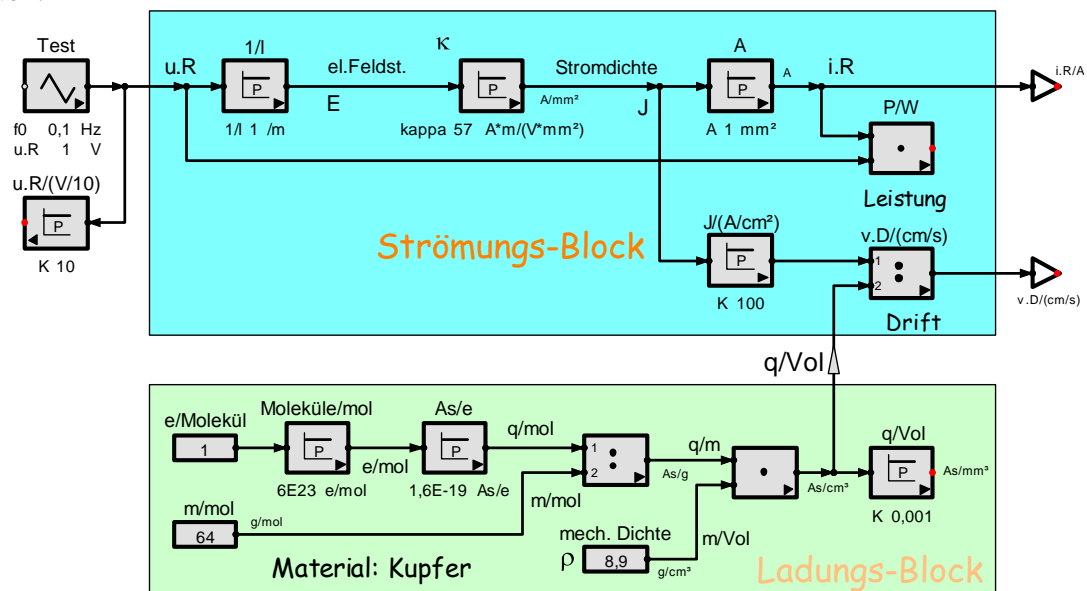 Test
f0 0,1 Hz
u.R 1 V
u.R/(V/10)
P
K 10
u.R
1/l
P
1/l 1 /m
el.Feldst.
E
κ
P
kappa 57 A*m/(V*mm²)
Stromdichte
A/mm²
J
A
P
A 1 mm²
A
i.R
i.R/A
P/W
Leistung
Strömungs-Block
J/(A/cm²)
P
K 100
v.D/(cm/s)
1
2
Drift
v.D/(cm/s)
q/Vol
e/Molekül
1
Moleküle/mol
P
6E23 e/mol
e/mol
As/e
P
1,6E-19 As/e
q/mol
1
2
m/mol
q/m
As/g
m/mol
64
g/mol
mech. Dichte
ρ
8,9
g/cm³
m/Vol
As/cm³
q/Vol
P
As/mm³
K 0,001
Material: Kupfer
Ladungs-Block